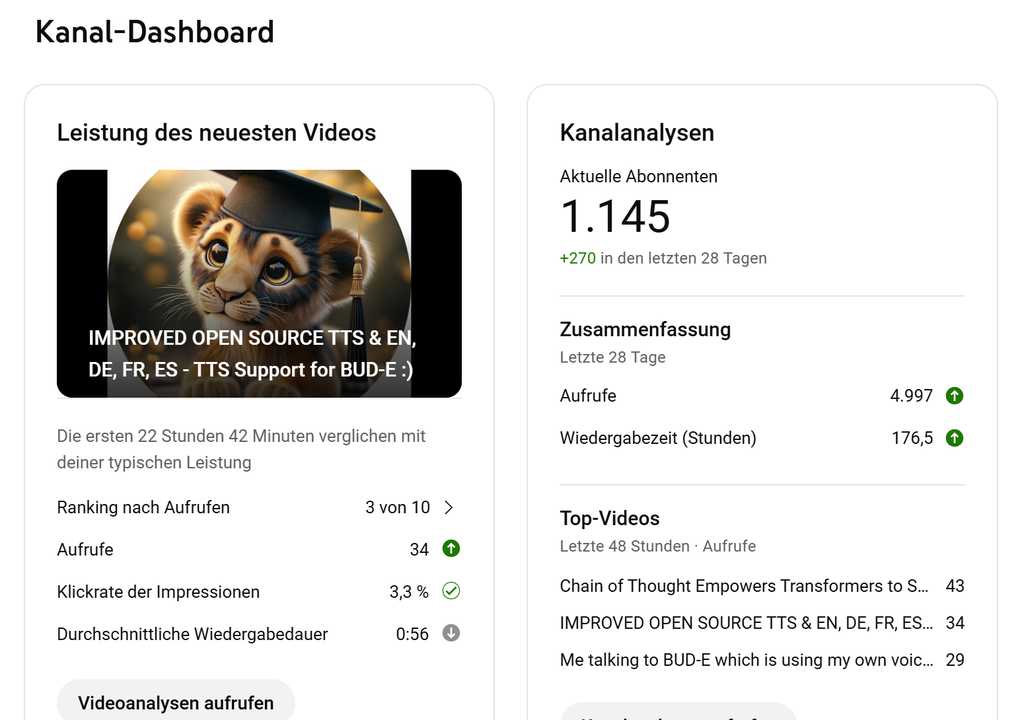 Kanal-Dashboard
Leistung des neuesten Videos
IMPROVED OPEN SOURCE TTS & EN,
DE, FR, ES - TTS Support for BUD-E :)
Die ersten 22 Stunden 42 Minuten verglichen mit
deiner typischen Leistung
Ranking nach Aufrufen 3 von 10
Aufrufe 34
Klickrate der Impressionen 3,3 %
Durchschnittliche Wiedergabedauer 0:56
Videoanalysen aufrufen
Kanalanalysen
Aktuelle Abonnenten
1.145
+270 in den letzten 28 Tagen
Zusammenfassung
Letzte 28 Tage
Aufrufe 4.997
Wiedergabezeit (Stunden) 176,5
Top-Videos
Letzte 48 Stunden · Aufrufe
Chain of Thought Empowers Transformers to S... 43
IMPROVED OPEN SOURCE TTS & EN, DE, FR, ES... 34
Me talking to BUD-E which is using my own voic... 29